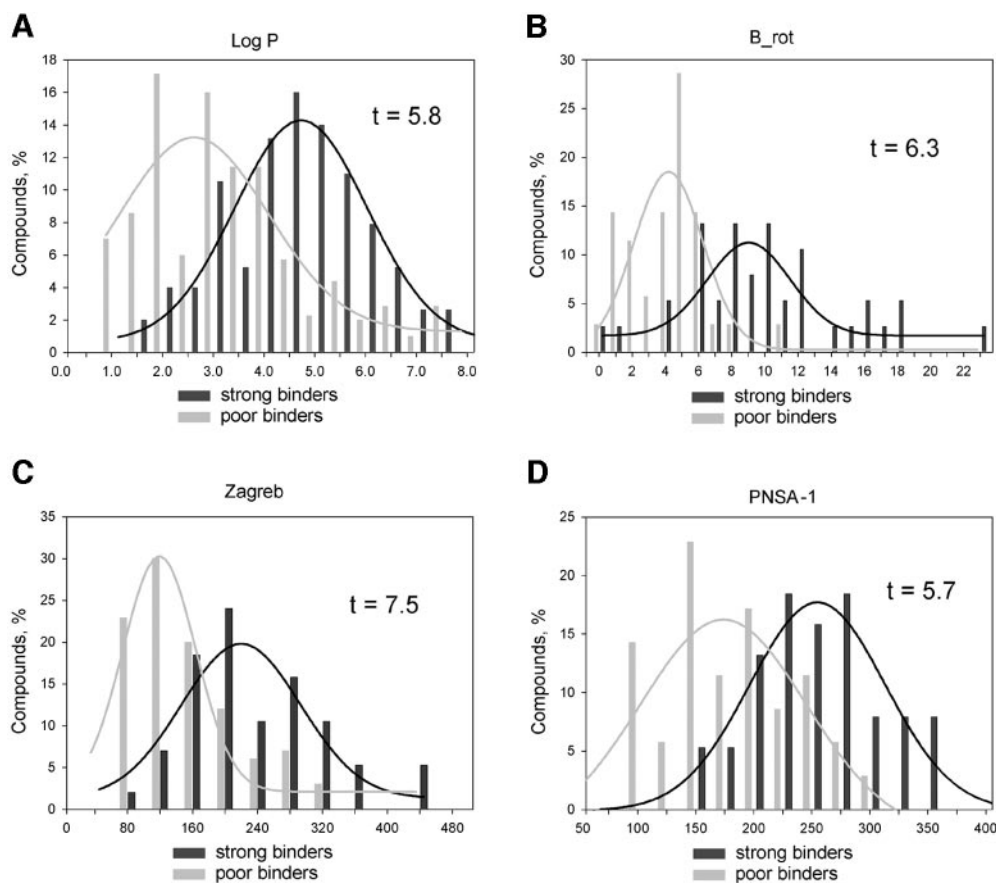 A
Log P
Compounds, %
18
16
14
12
10
8
6
4
2
0
t = 5.8
0.0 1.0 2.0 3.0 4.0 5.0 6.0 7.0 8.0
strong binders
poor binders
B
B_rot
Compounds, %
30
25
20
15
10
5
0
t = 6.3
0 2 4 6 8 10 12 14 16 18 20 22
strong binders
poor binders
C
Zagreb
Compounds, %
35
30
25
20
15
10
5
0
t = 7.5
0 80 160 240 320 400 480
strong binders
poor binders
D
PNSA-1
Compounds, %
25
20
15
10
5
0
t = 5.7
50 100 150 200 250 300 350 400
strong binders
poor binders